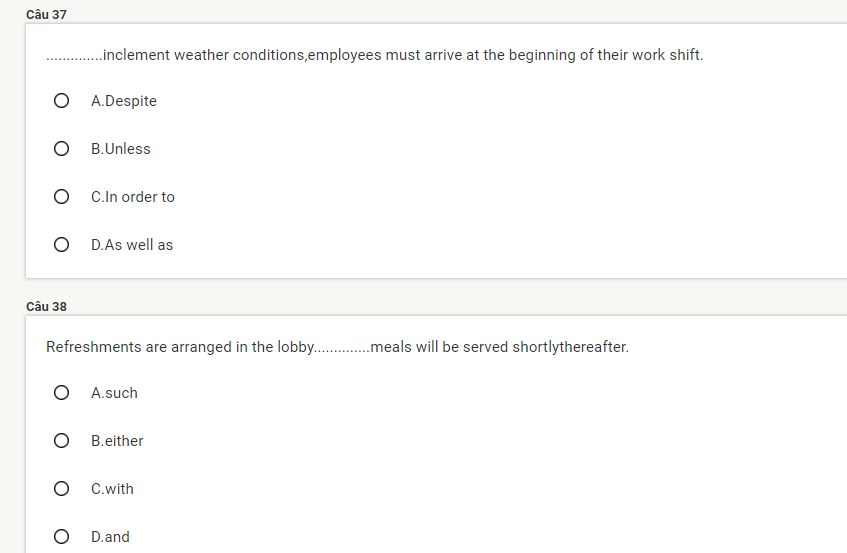 Câu 37
..............inclement weather conditions,employees must arrive at the beginning of their work shift.
A.Despite
B.Unless
C.In order to
D.As well as
Câu 38
Refreshments are arranged in the lobby..............meals will be served shortlythereafter.
A.such
B.either
C.with
D.and